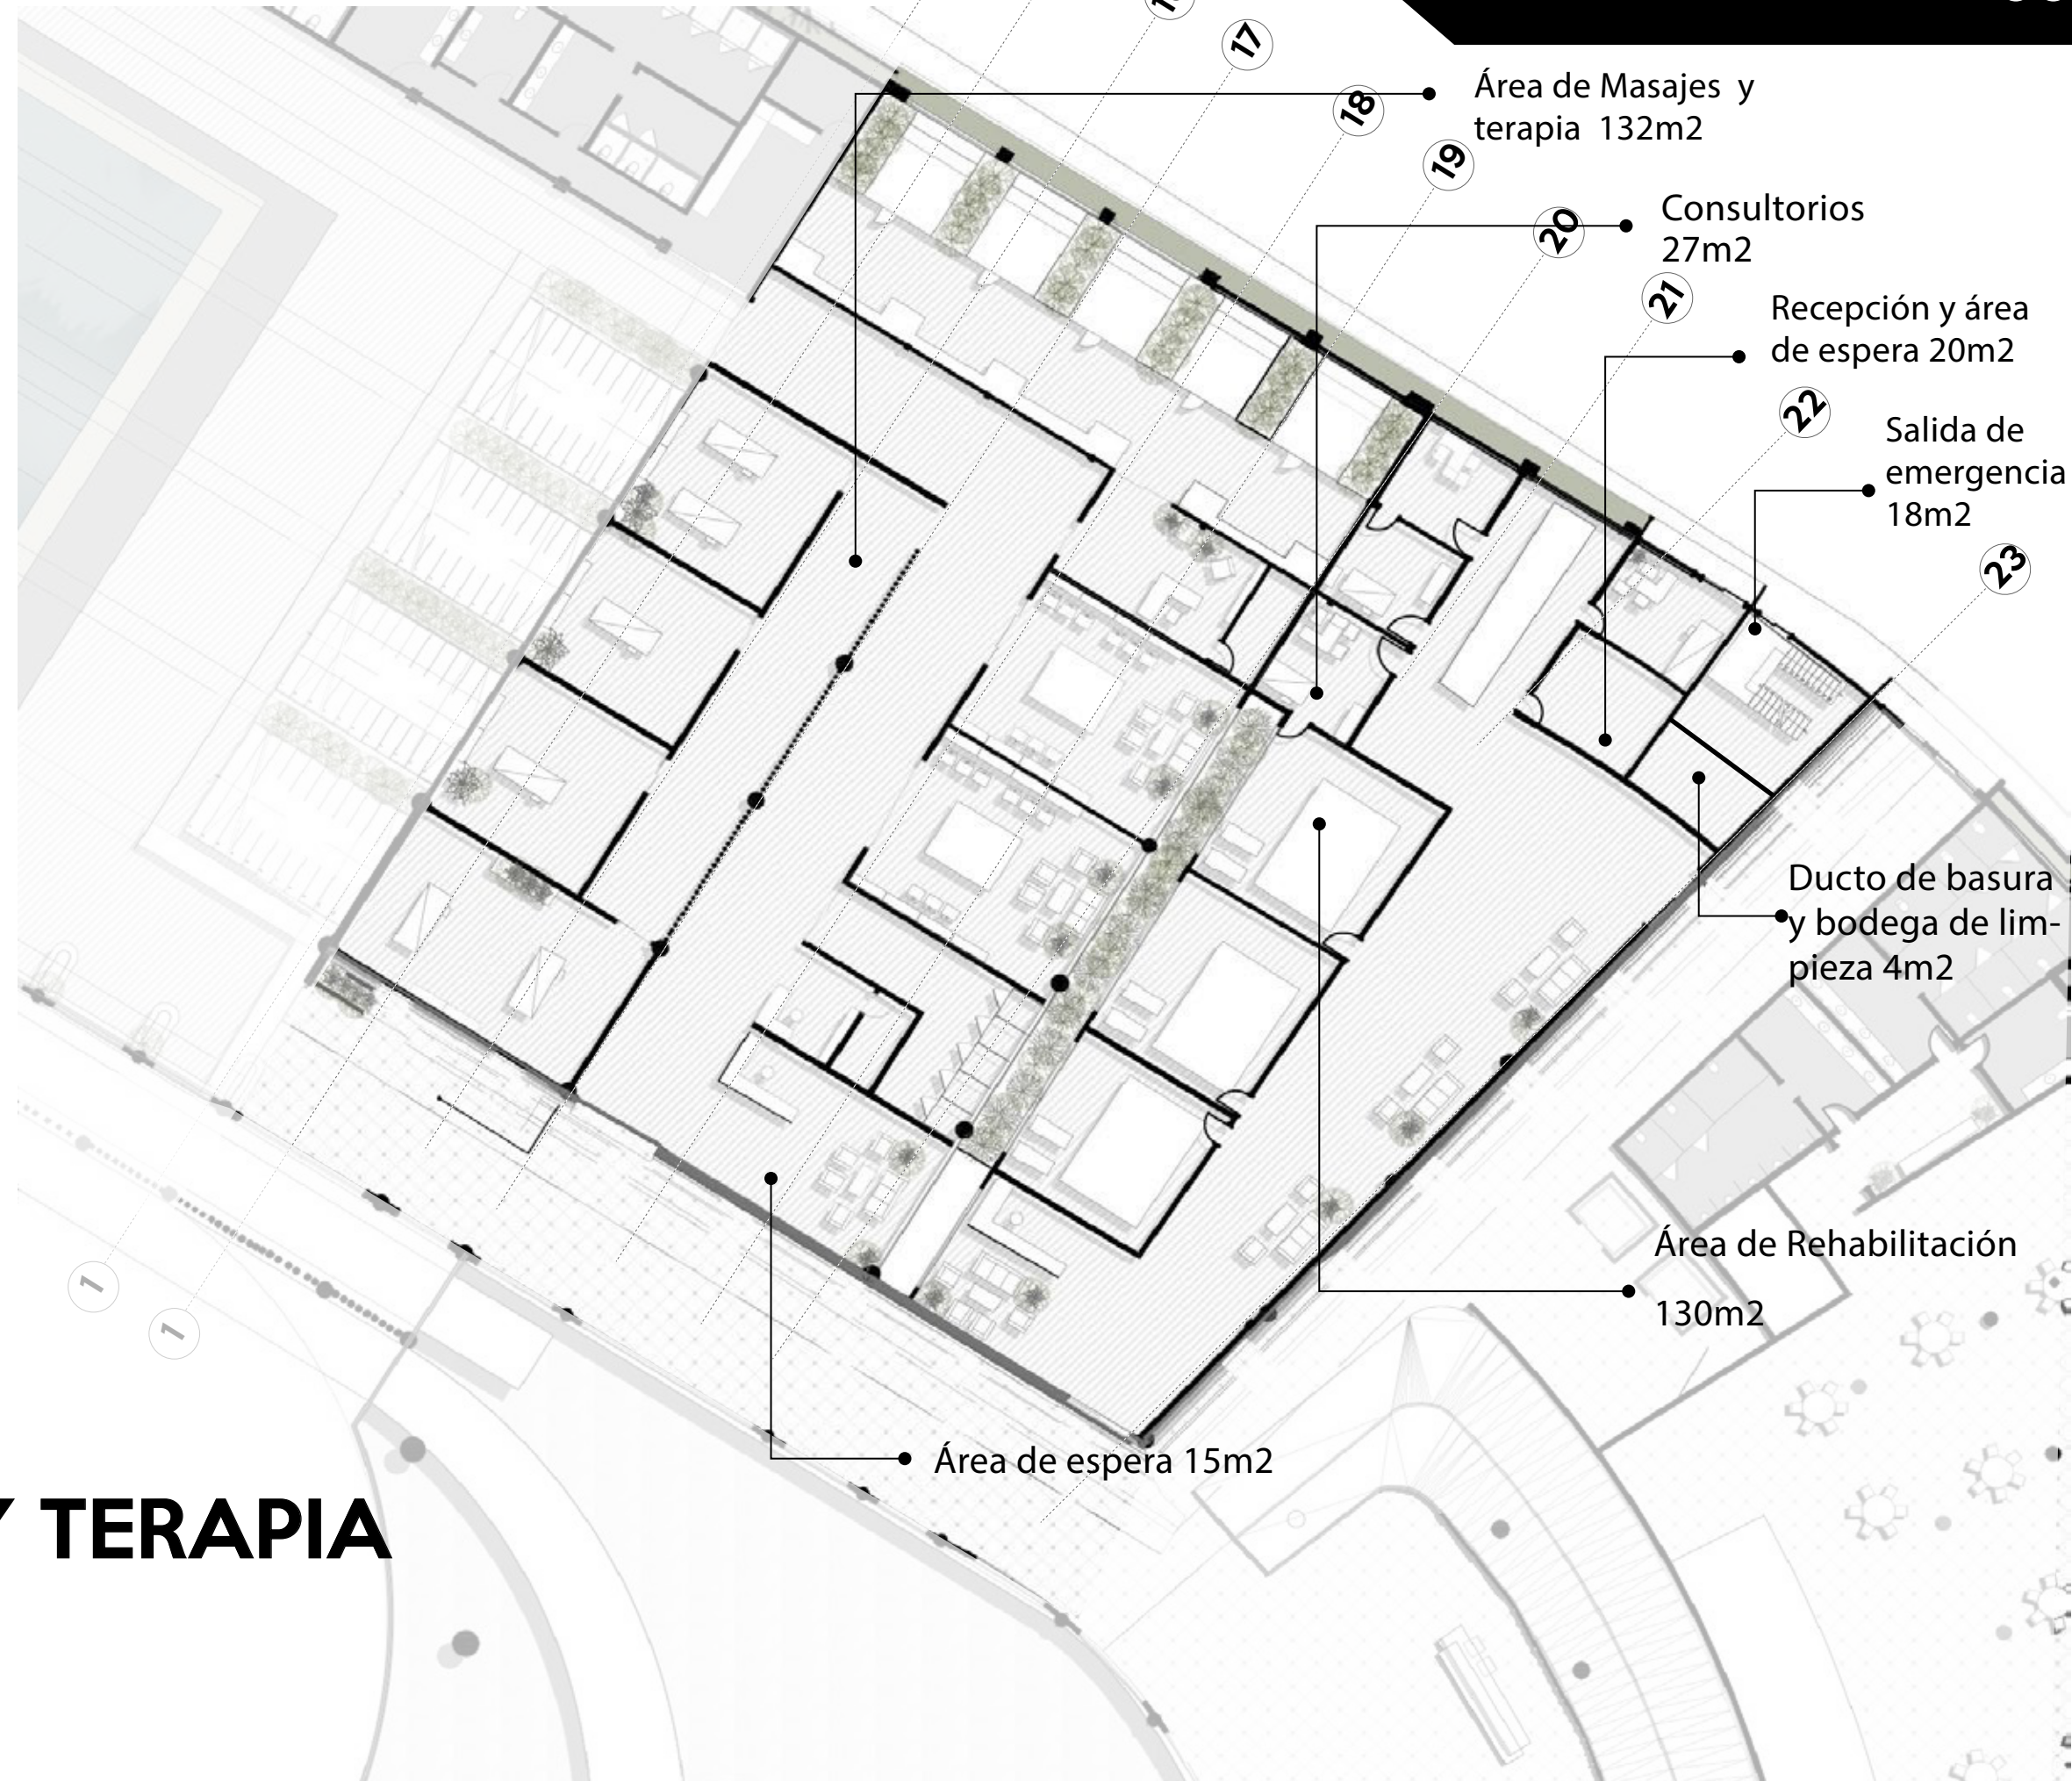 17
18
19
20
21
22
23
Área de Masajes y
terapia 132m2
Consultorios
27m2
Recepción y área
de espera 20m2
Salida de
emergencia
18m2
Ducto de basura
y bodega de lim-
pieza 4m2
Área de Rehabilitación
130m2
1
1
Área de espera 15m2
Y TERAPIA